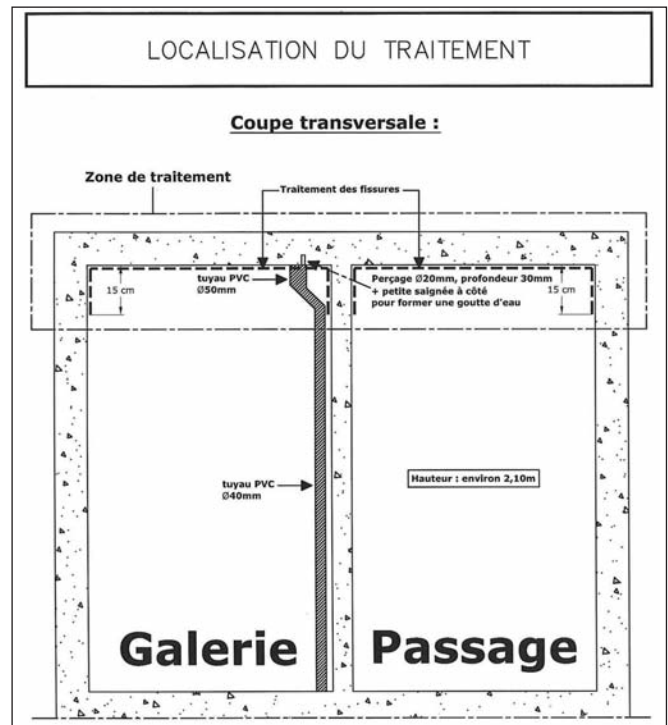 LOCALISATION DU TRAITEMENT
Coupe transversale :
Zone de traitement
Traitement des fissures
tuyau PVC
Ø50mm
15 cm
Perçage Ø20mm, profondeur 30mm
+ petite saignée à côté
pour former une goutte d'eau
15 cm
tuyau PVC
Ø40mm
Hauteur : environ 2,10m
Galerie
Passage